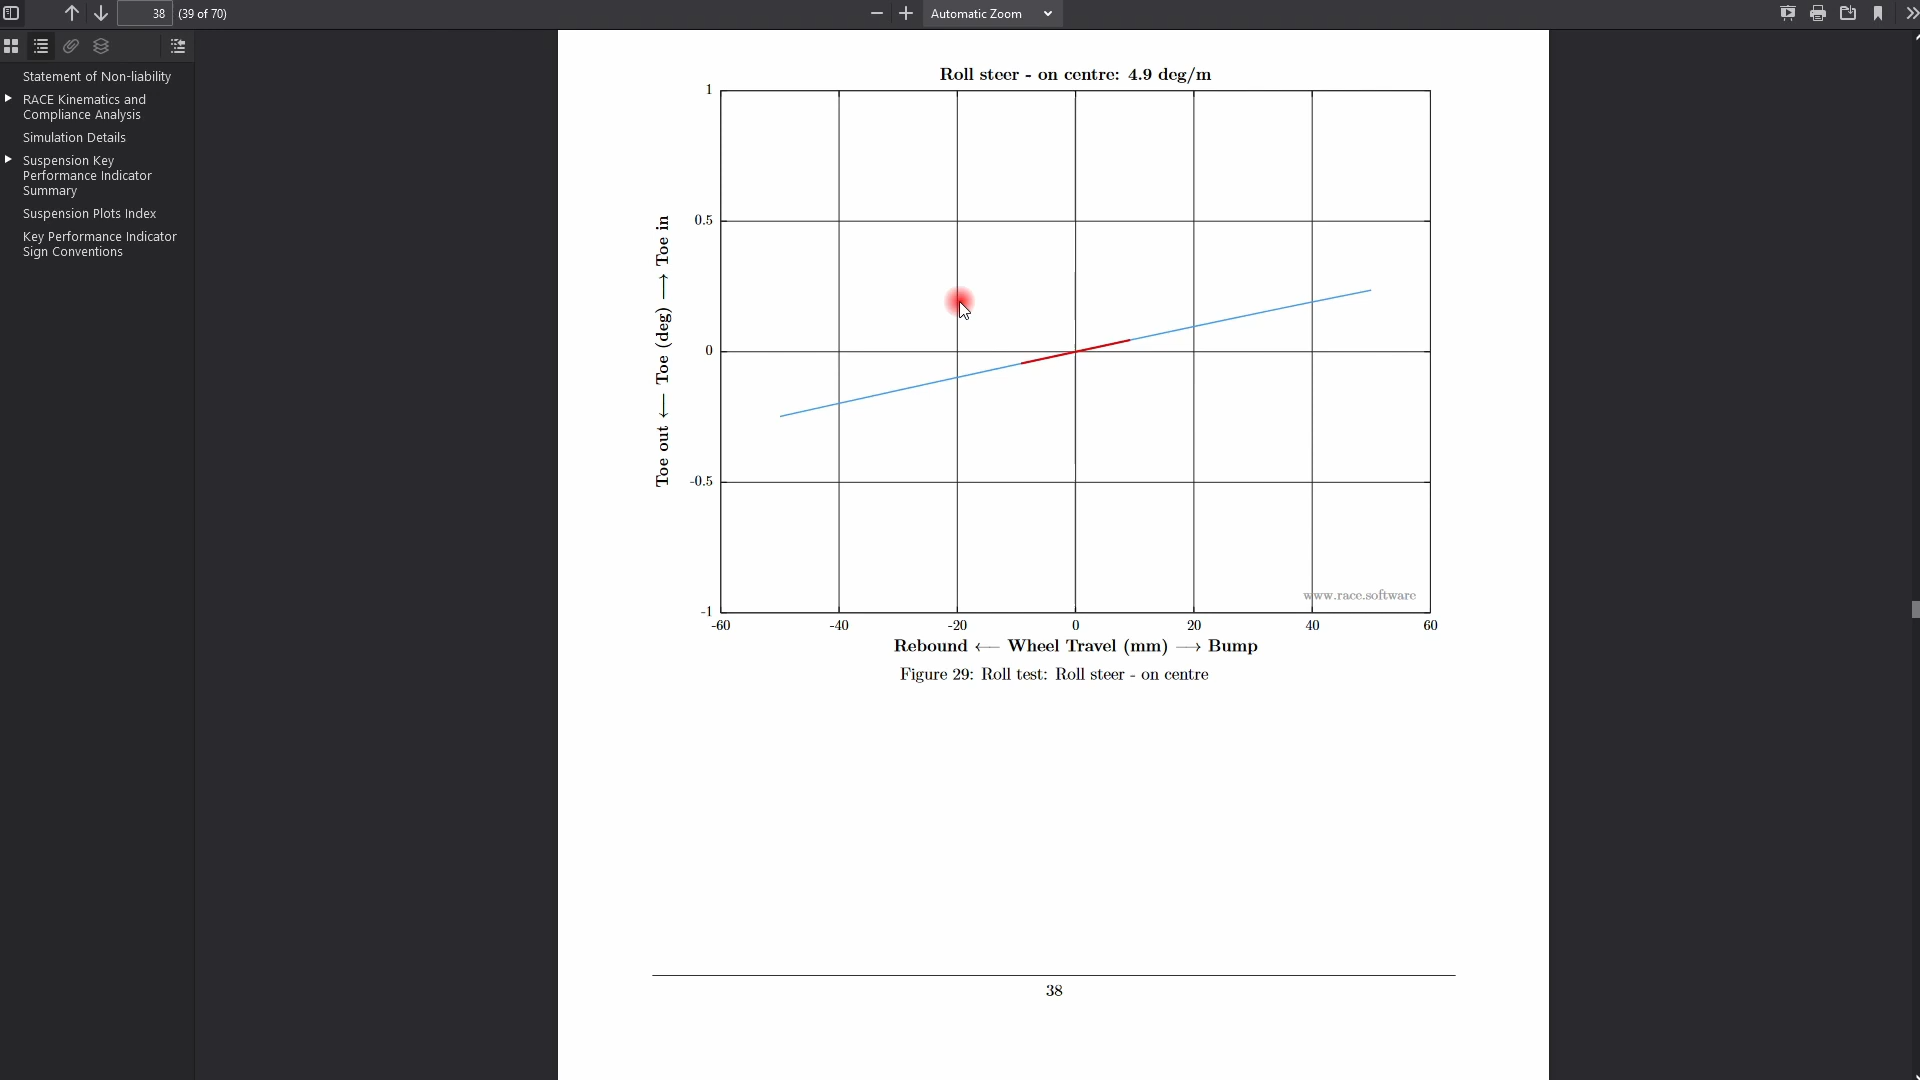 38 (39 of 70)
Automatic Zoom
Statement of Non-liability
RACE Kinematics and
Compliance Analysis
Simulation Details
Suspension Key
Performance Indicator
Summary
Suspension Plots Index
Key Performance Indicator
Sign Conventions
Roll steer - on centre: 4.9 deg/m
1
0.5
0
-0.5
-1
Toe out ⟵ Toe (deg) ⟶ Toe in
www.race.software
-60 -40 -20 0 20 40 60
Rebound ⟵ Wheel Travel (mm) ⟶ Bump
Figure 29: Roll test: Roll steer - on centre
38